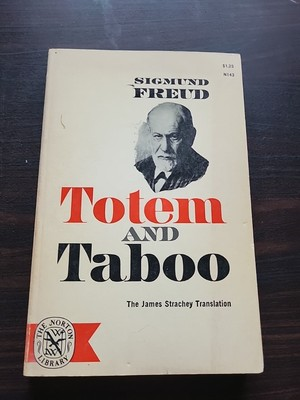 $1.25
N143
SIGMUND
FREUD
Totem
AND
Taboo
The James Strachey Translation
THE NORTON
LIBRARY